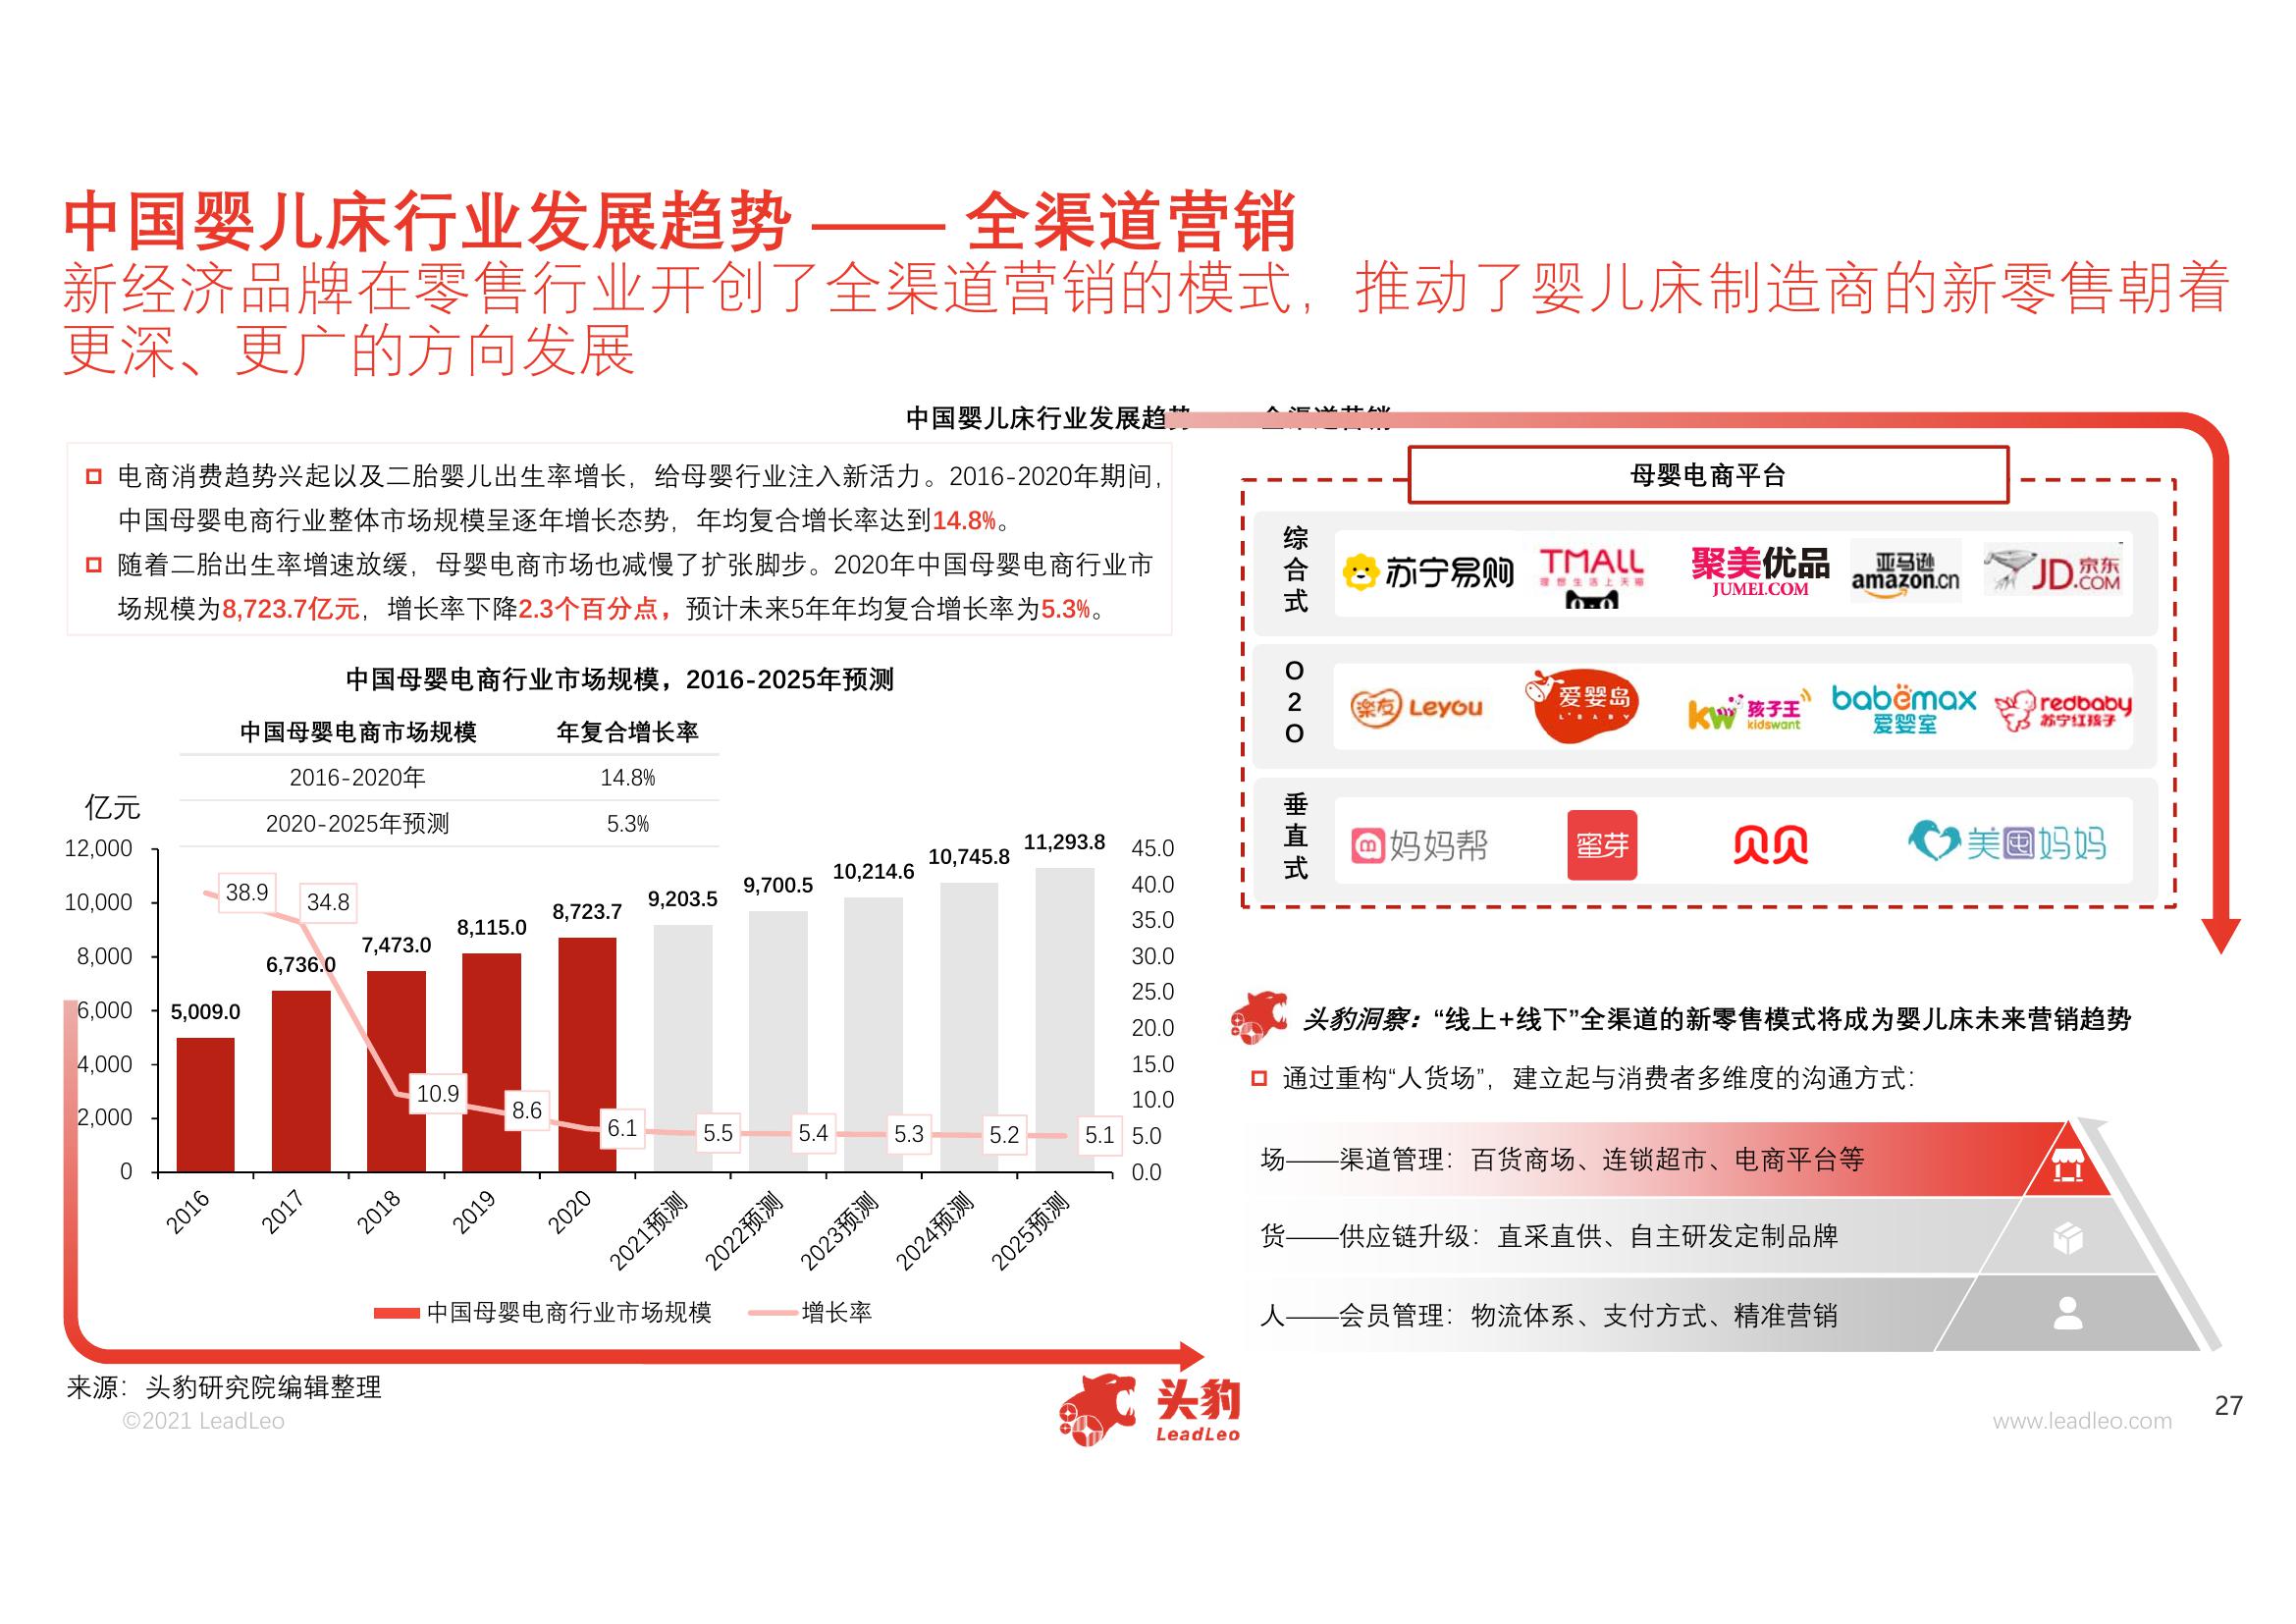 中国婴儿床行业发展趋势 —— 全渠道营销
新经济品牌在零售行业开创了全渠道营销的模式，推动了婴儿床制造商的新零售朝着
更深、更广的方向发展
中国婴儿床行业发展趋势 —— 全渠道营销
电商消费趋势兴起以及二胎婴儿出生率增长，给母婴行业注入新活力。2016-2020年期间，
中国母婴电商行业整体市场规模呈逐年增长态势，年均复合增长率达到14.8%。
随着二胎出生率增速放缓，母婴电商市场也减慢了扩张脚步。2020年中国母婴电商行业市
场规模为8,723.7亿元，增长率下降2.3个百分点，预计未来5年年均复合增长率为5.3%。
中国母婴电商行业市场规模，2016-2025年预测
中国母婴电商市场规模 年复合增长率
2016-2020年 14.8%
2020-2025年预测 5.3%
亿元
12,000
10,000
8,000
6,000
4,000
2,000
0
5,009.0
6,736.0
7,473.0
8,115.0
8,723.7
9,203.5
9,700.5
10,214.6
10,745.8
11,293.8
38.9
34.8
10.9
8.6
6.1
5.5
5.4
5.3
5.2
5.1
45.0
40.0
35.0
30.0
25.0
20.0
15.0
10.0
5.0
0.0
2016
2017
2018
2019
2020
2021预测
2022预测
2023预测
2024预测
2025预测
中国母婴电商行业市场规模 增长率
母婴电商平台
综合式
苏宁易购
TMALL
理想生活上天猫
聚美优品
JUMEI.COM
亚马逊
amazon.cn
JD.京东
.COM
O2O
乐友 Leyou
爱婴岛
L'BABY
kw 孩子王
kidswant
babemax
爱婴室
redbaby
苏宁红孩子
垂直式
m 妈妈帮
蜜芽
贝贝
美囤妈妈
头豹洞察：“线上+线下”全渠道的新零售模式将成为婴儿床未来营销趋势
通过重构“人货场”，建立起与消费者多维度的沟通方式：
场——渠道管理：百货商场、连锁超市、电商平台等
货——供应链升级：直采直供、自主研发定制品牌
人——会员管理：物流体系、支付方式、精准营销
来源：头豹研究院编辑整理
©2021 LeadLeo
头豹
LeadLeo
www.leadleo.com
27